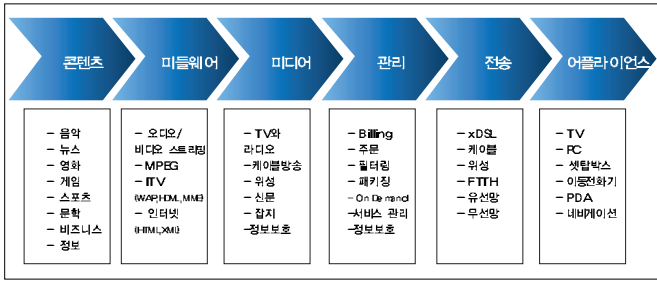 콘텐츠
미들웨어
미디어
관리
전송
어플라이언스
– 음악
– 뉴스
– 영화
– 게임
– 스포츠
– 문학
– 비즈니스
– 정보
– 오디오/
비디오 스트리밍
– MPEG
– ITV
(WAP,HDML,MME)
– 인터넷
(HTML,XML)
– TV와
라디오
–케이블방송
– 위성
– 신문
– 잡지
–정보보호
– Billing
– 주문
– 필터링
– 패키징
– On Demand
–서비스 관리
–정보보호
– xDSL
– 케이블
– 위성
– FTTH
– 유선망
– 무선망
– TV
– PC
– 셋탑박스
– 이동전화기
– PDA
– 네비게이션